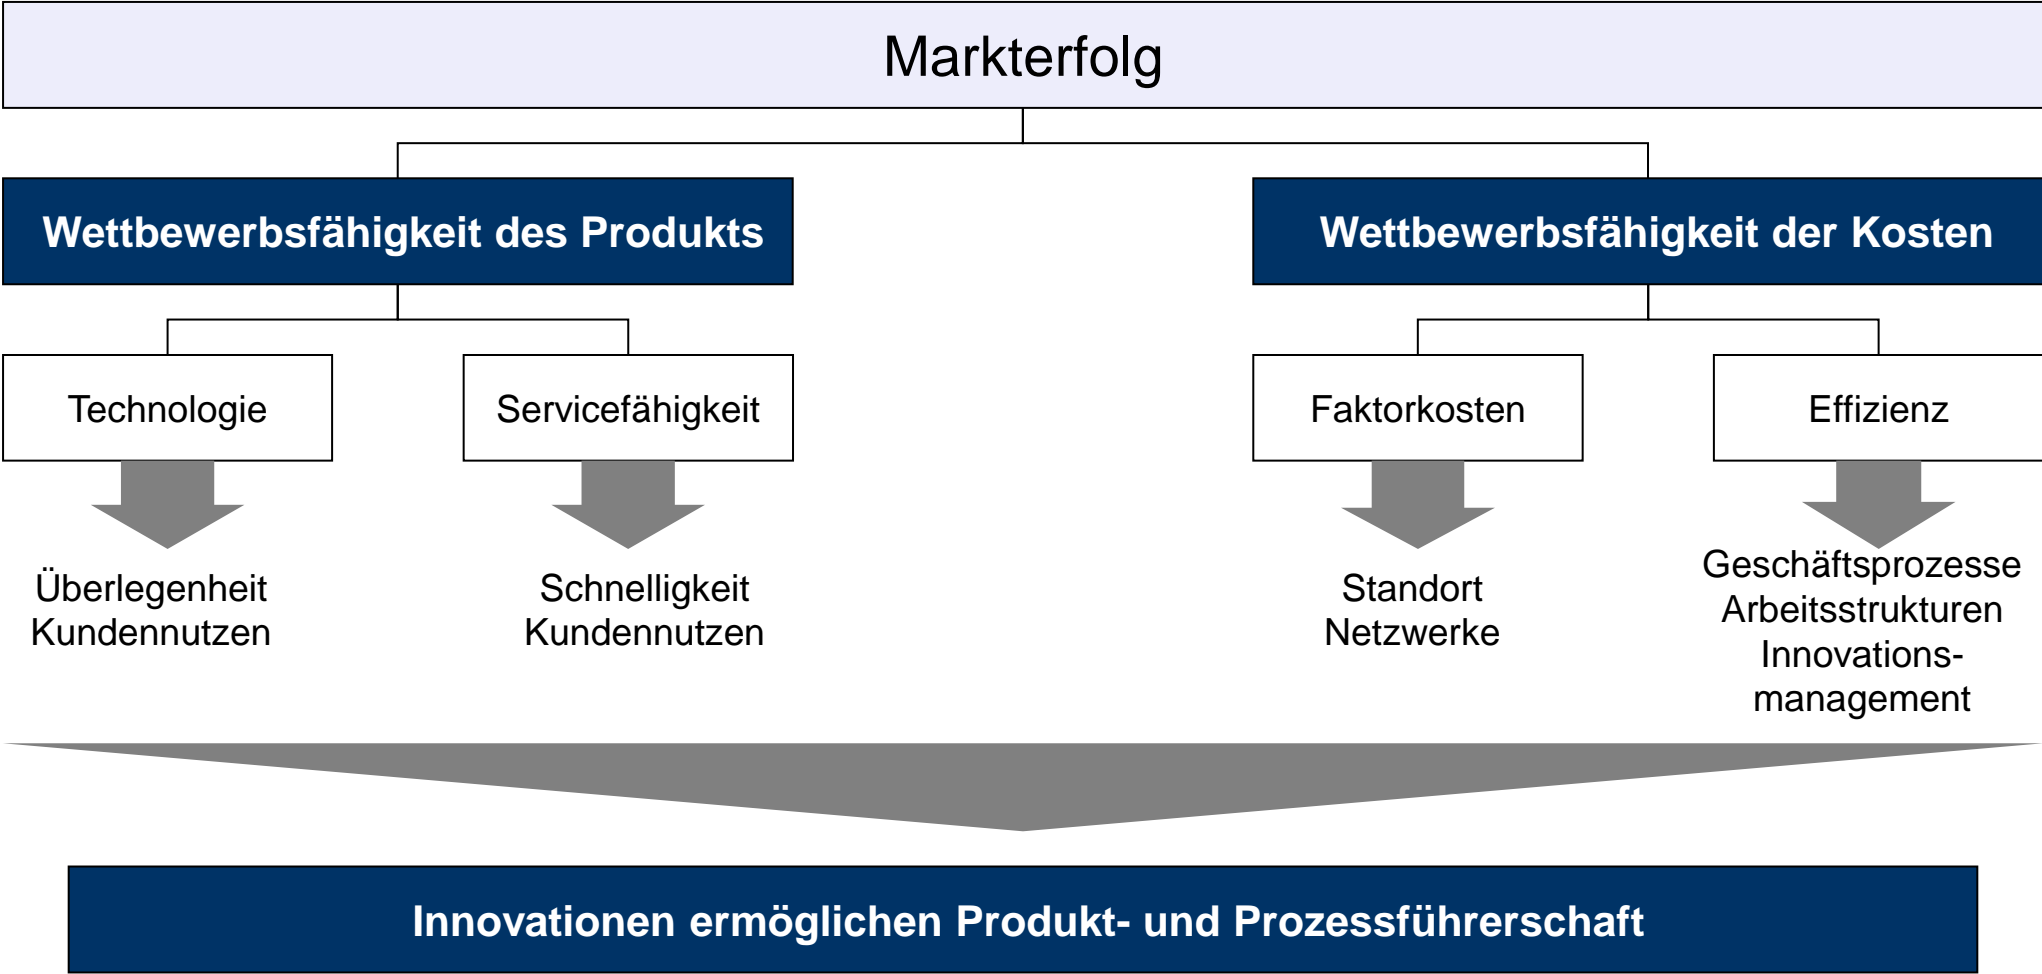 Markterfolg
Wettbewerbsfähigkeit des Produkts
Wettbewerbsfähigkeit der Kosten
Technologie
Servicefähigkeit
Faktorkosten
Effizienz
Überlegenheit
Kundennutzen
Schnelligkeit
Kundennutzen
Standort
Netzwerke
Geschäftsprozesse
Arbeitsstrukturen
Innovations-
management
Innovationen ermöglichen Produkt- und Prozessführerschaft